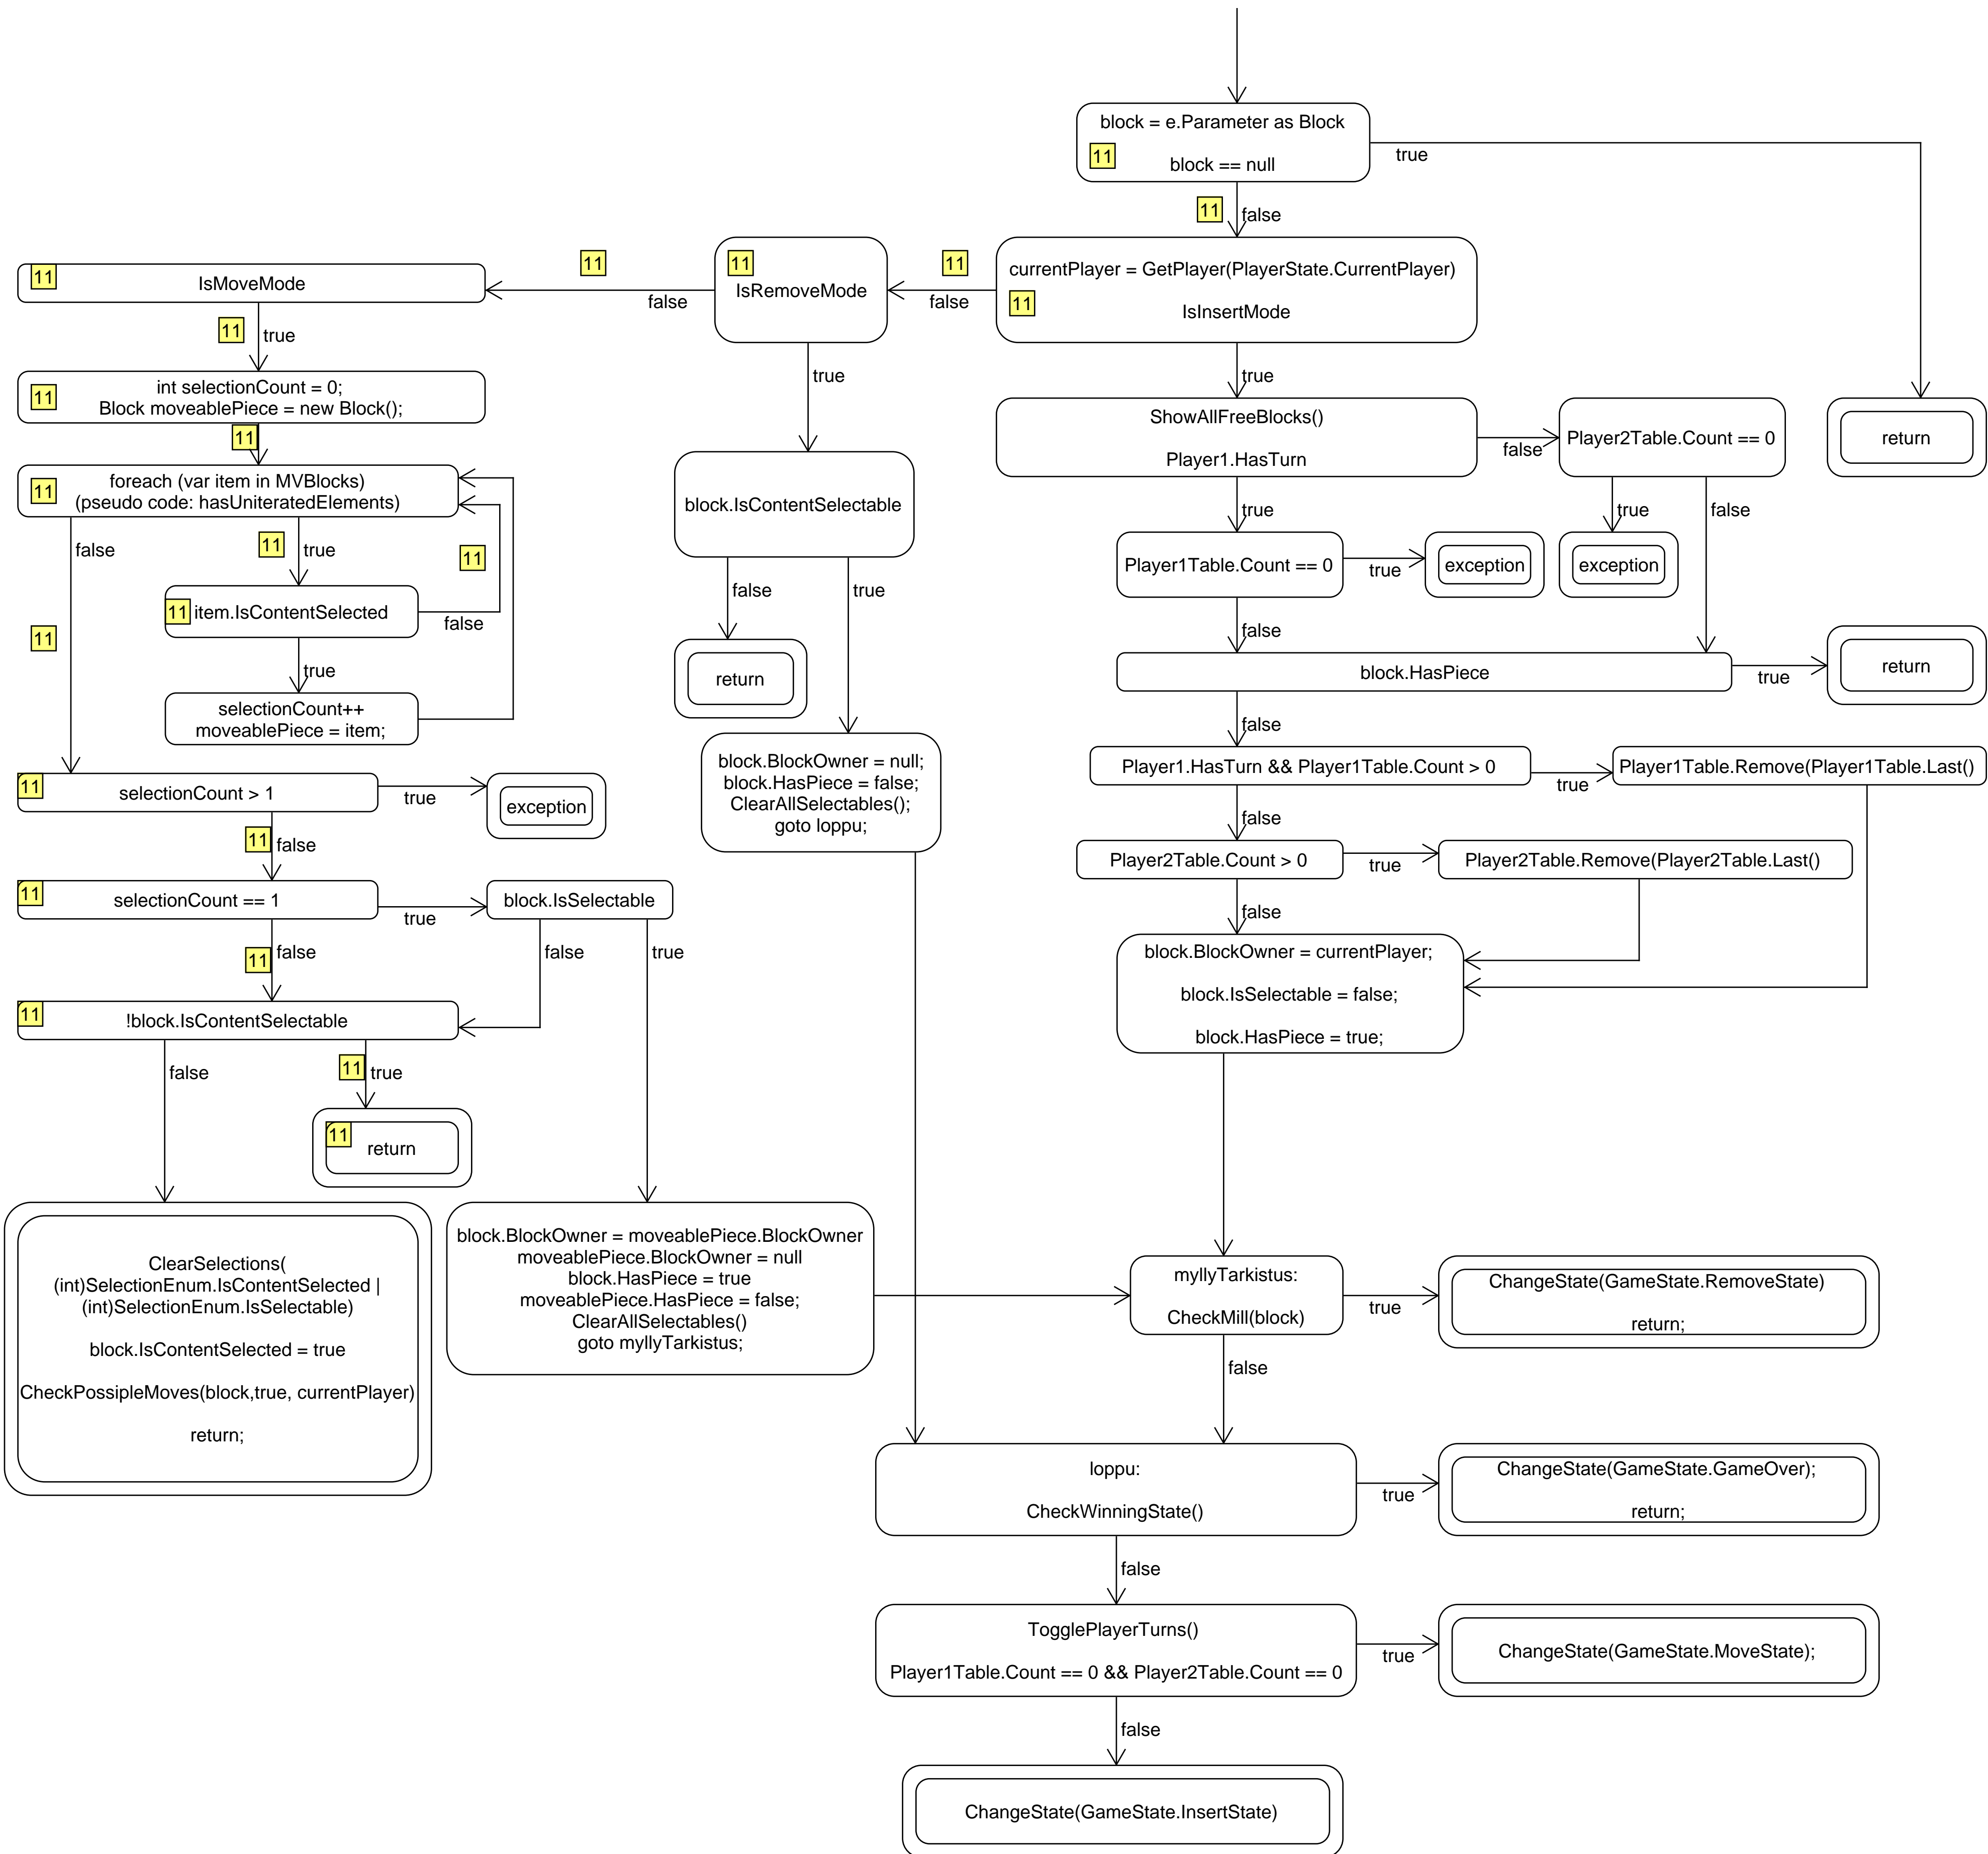 block = e.Parameter as Block
11
block == null
true
11
false
currentPlayer = GetPlayer(PlayerState.CurrentPlayer)
11
IsInsertMode
11
false
11
IsRemoveMode
11
false
11
IsMoveMode
11
true
11
int selectionCount = 0;
Block moveablePiece = new Block();
11
11
foreach (var item in MVBlocks)
(pseudo code: hasUniteratedElements)
false
11
11
true
11
11
item.IsContentSelected
false
true
selectionCount++
moveablePiece = item;
11
selectionCount > 1
true
exception
11
false
11
selectionCount == 1
true
block.IsSelectable
11
false
false
true
11
!block.IsContentSelectable
false
11
true
11
return
ClearSelections(
(int)SelectionEnum.IsContentSelected |
(int)SelectionEnum.IsSelectable)
block.IsContentSelected = true
CheckPossipleMoves(block,true, currentPlayer)
return;
block.BlockOwner = moveablePiece.BlockOwner
moveablePiece.BlockOwner = null
block.HasPiece = true
moveablePiece.HasPiece = false;
ClearAllSelectables()
goto myllyTarkistus;
true
block.IsContentSelectable
false
true
return
block.BlockOwner = null;
block.HasPiece = false;
ClearAllSelectables();
goto loppu;
true
ShowAllFreeBlocks()
Player1.HasTurn
false
Player2Table.Count == 0
return
true
true
false
Player1Table.Count == 0
true
exception
exception
false
block.HasPiece
true
return
false
Player1.HasTurn && Player1Table.Count > 0
true
Player1Table.Remove(Player1Table.Last()
false
Player2Table.Count > 0
true
Player2Table.Remove(Player2Table.Last()
false
block.BlockOwner = currentPlayer;
block.IsSelectable = false;
block.HasPiece = true;
myllyTarkistus:
CheckMill(block)
true
ChangeState(GameState.RemoveState)
return;
false
loppu:
CheckWinningState()
true
ChangeState(GameState.GameOver);
return;
false
TogglePlayerTurns()
Player1Table.Count == 0 && Player2Table.Count == 0
true
ChangeState(GameState.MoveState);
false
ChangeState(GameState.InsertState)